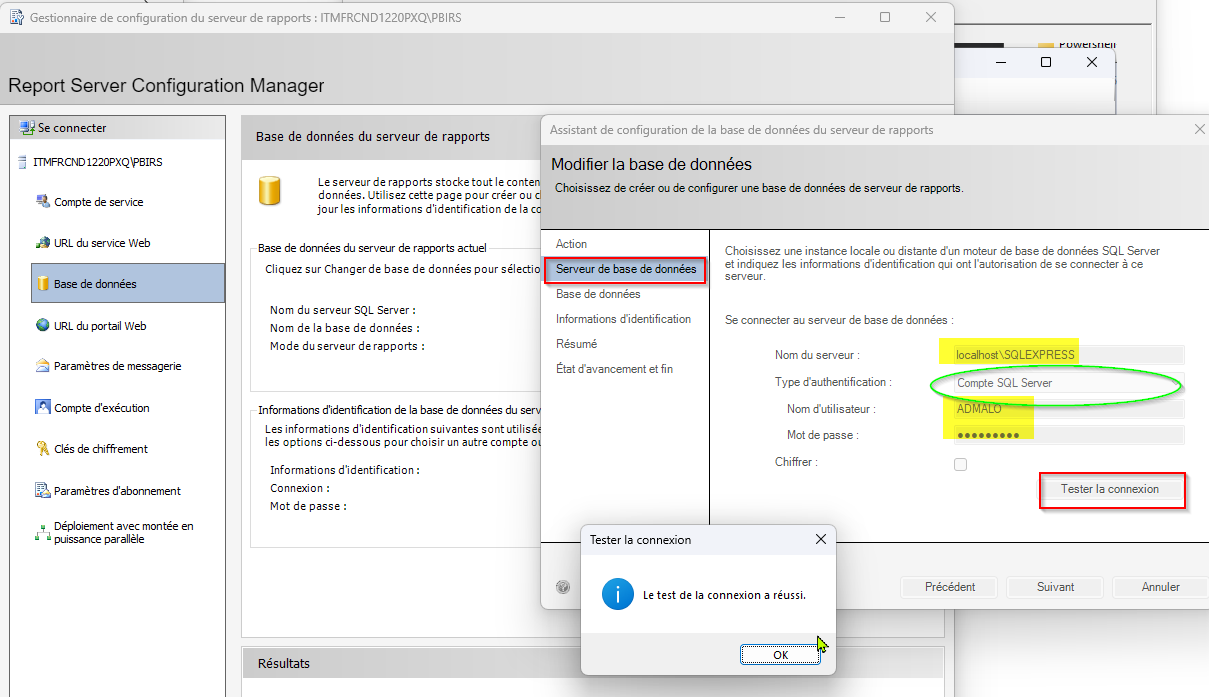 Gestionnaire de configuration du serveur de rapports : ITMFRCND1220PXQ\PBIRS
Powershell
Report Server Configuration Manager
Se connecter
ITMFRCND1220PXQ\PBIRS
Compte de service
URL du service Web
Base de données
URL du portail Web
Paramètres de messagerie
Compte d'exécution
Clés de chiffrement
Paramètres d'abonnement
Déploiement avec montée en
puissance parallèle
Base de données du serveur de rapports
Le serveur de rapports stocke tout le conten
données. Utilisez cette page pour créer ou c
jour les informations d'identification de la co
Base de données du serveur de rapports actuel
Cliquez sur Changer de base de données pour sélectio
Nom du serveur SQL Server :
Nom de la base de données :
Mode du serveur de rapports :
Informations d'identification de la base de données du serv
Les informations d'identification suivantes sont utilisée
les options ci-dessous pour choisir un autre compte ou
Informations d'identification :
Connexion :
Mot de passe :
Résultats
Assistant de configuration de la base de données du serveur de rapports
Modifier la base de données
Choisissez de créer ou de configurer une base de données de serveur de rapports.
Action
Serveur de base de données
Base de données
Informations d'identification
Résumé
État d'avancement et fin
Choisissez une instance locale ou distante d'un moteur de base de données SQL Server
et indiquez les informations d'identification qui ont l'autorisation de se connecter à ce
serveur.
Se connecter au serveur de base de données :
Nom du serveur : localhost\SQLEXPRESS
Type d'authentification : Compte SQL Server
Nom d'utilisateur : ADMALO
Mot de passe : ●●●●●●●●●
Chiffrer :
Tester la connexion
Précédent Suivant Annuler
Tester la connexion
Le test de la connexion a réussi.
OK